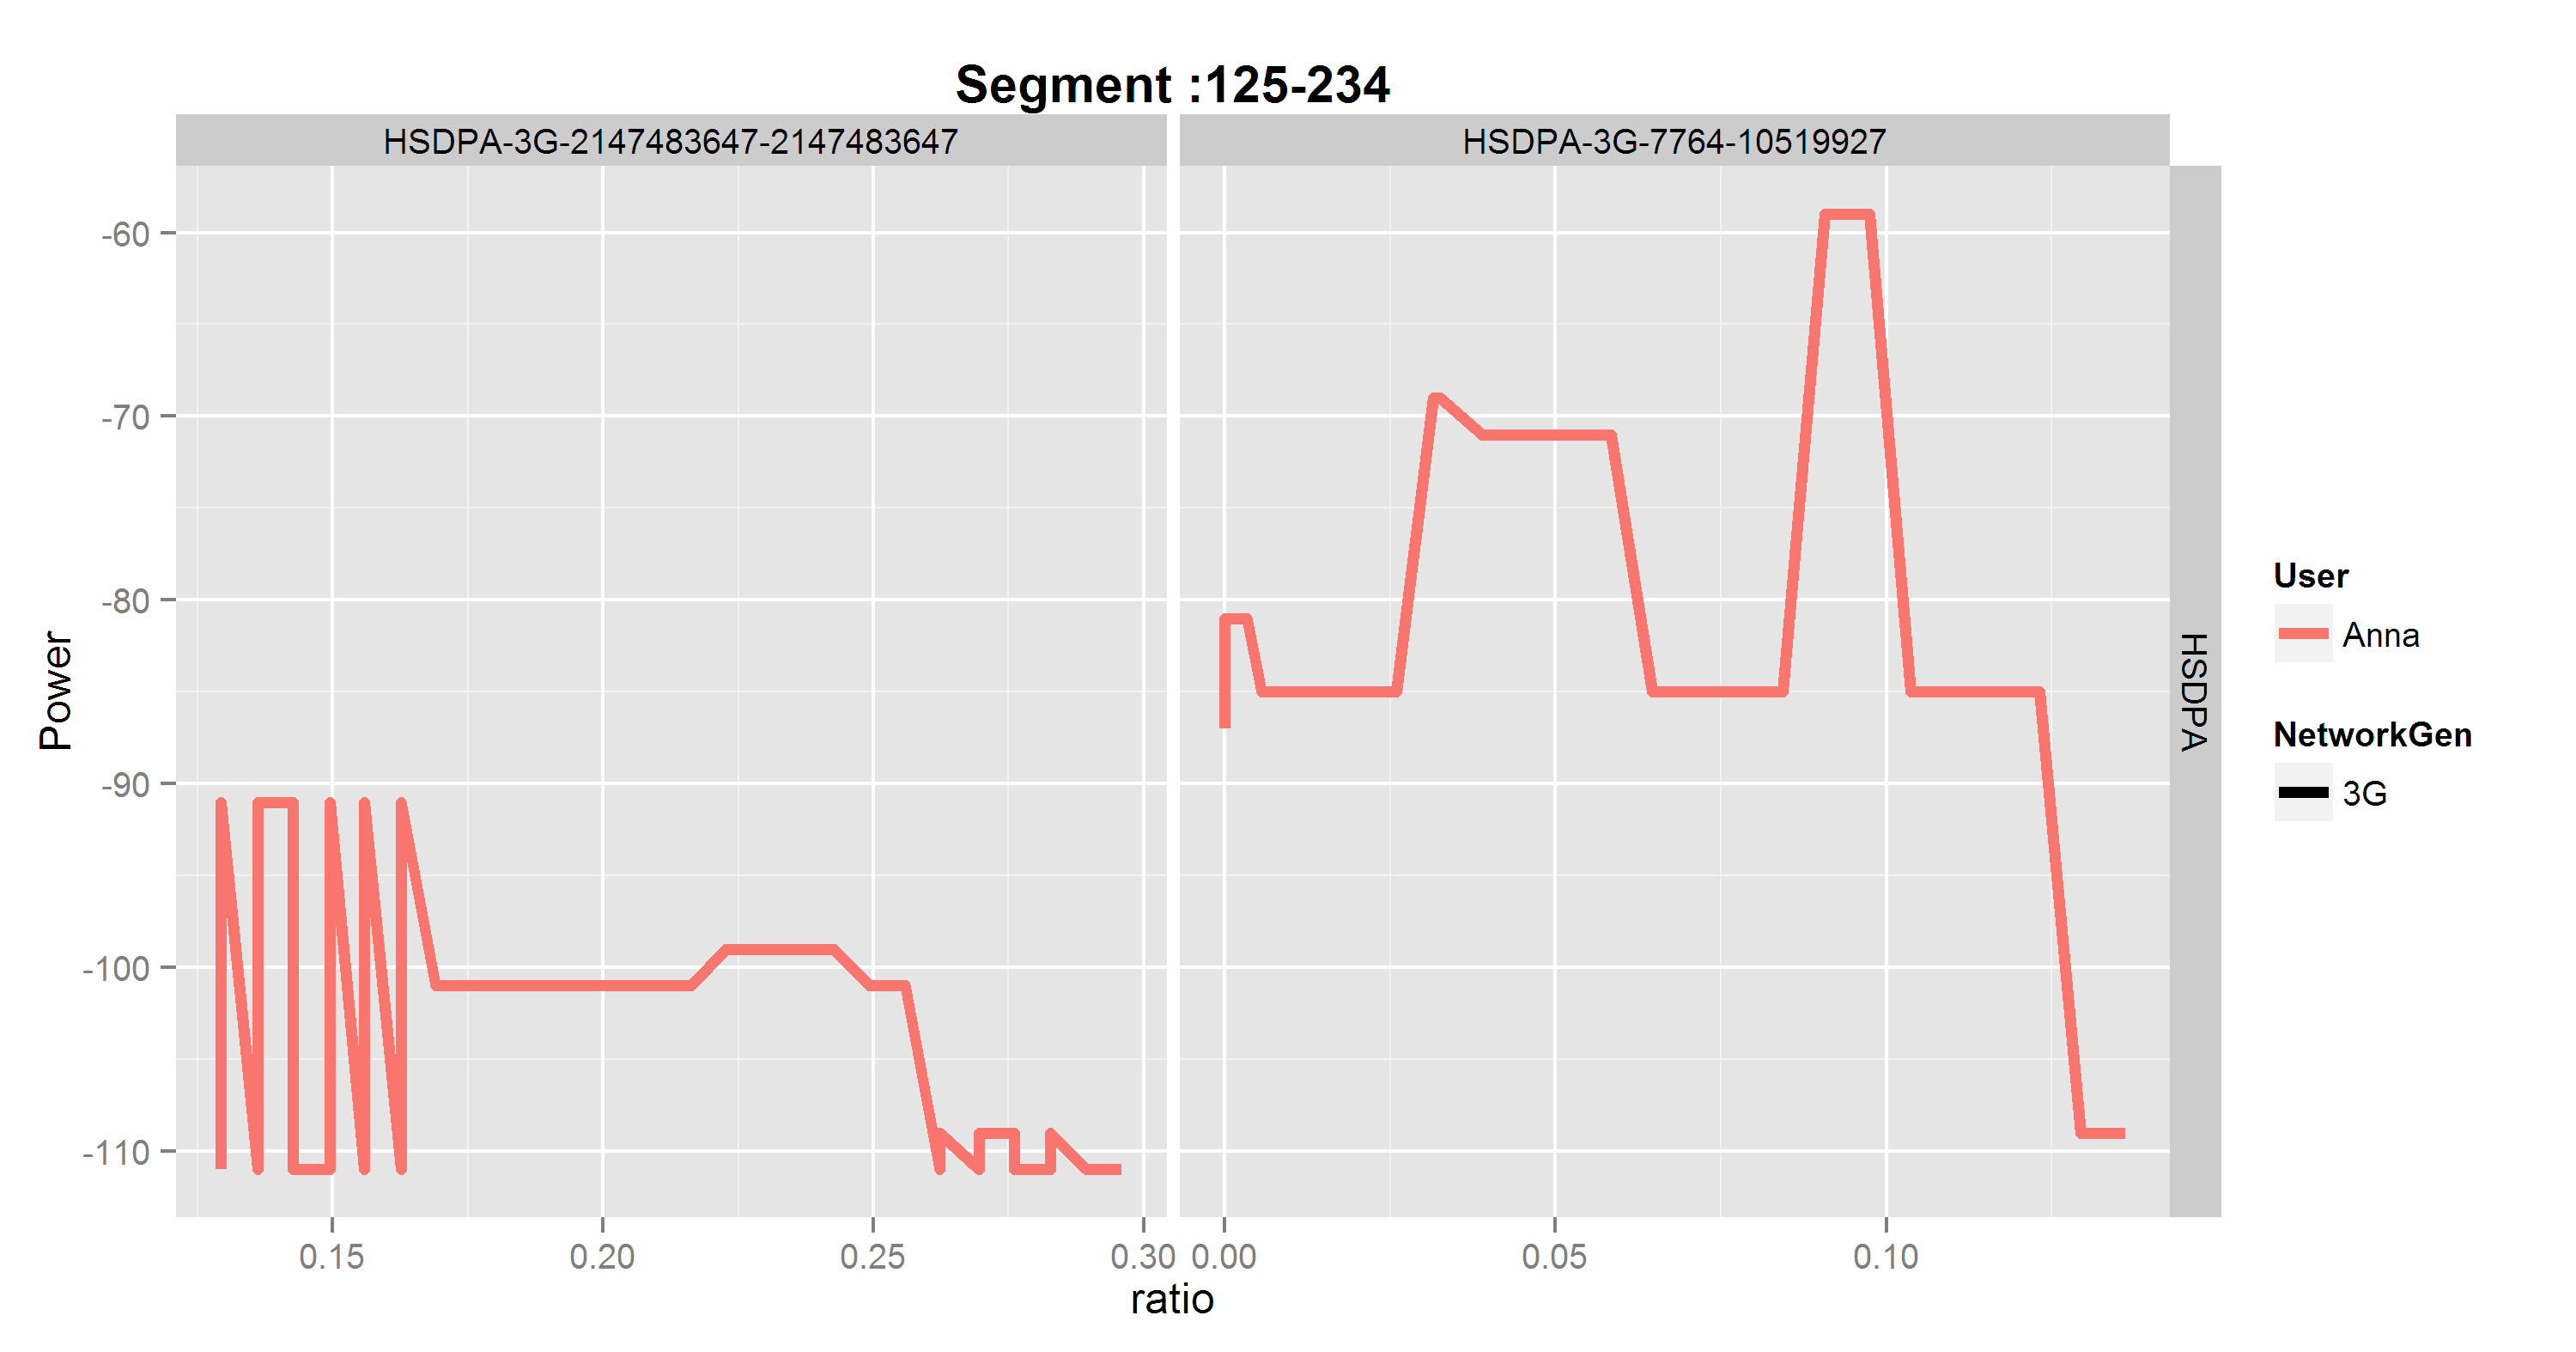 Segment :125-234
HSDPA-3G-2147483647-2147483647
HSDPA-3G-7764-10519927
Power
-60
-70
-80
-90
-100
-110
0.15 0.20 0.25 0.30
0.00 0.05 0.10
ratio
HSDPA
User
Anna
NetworkGen
3G